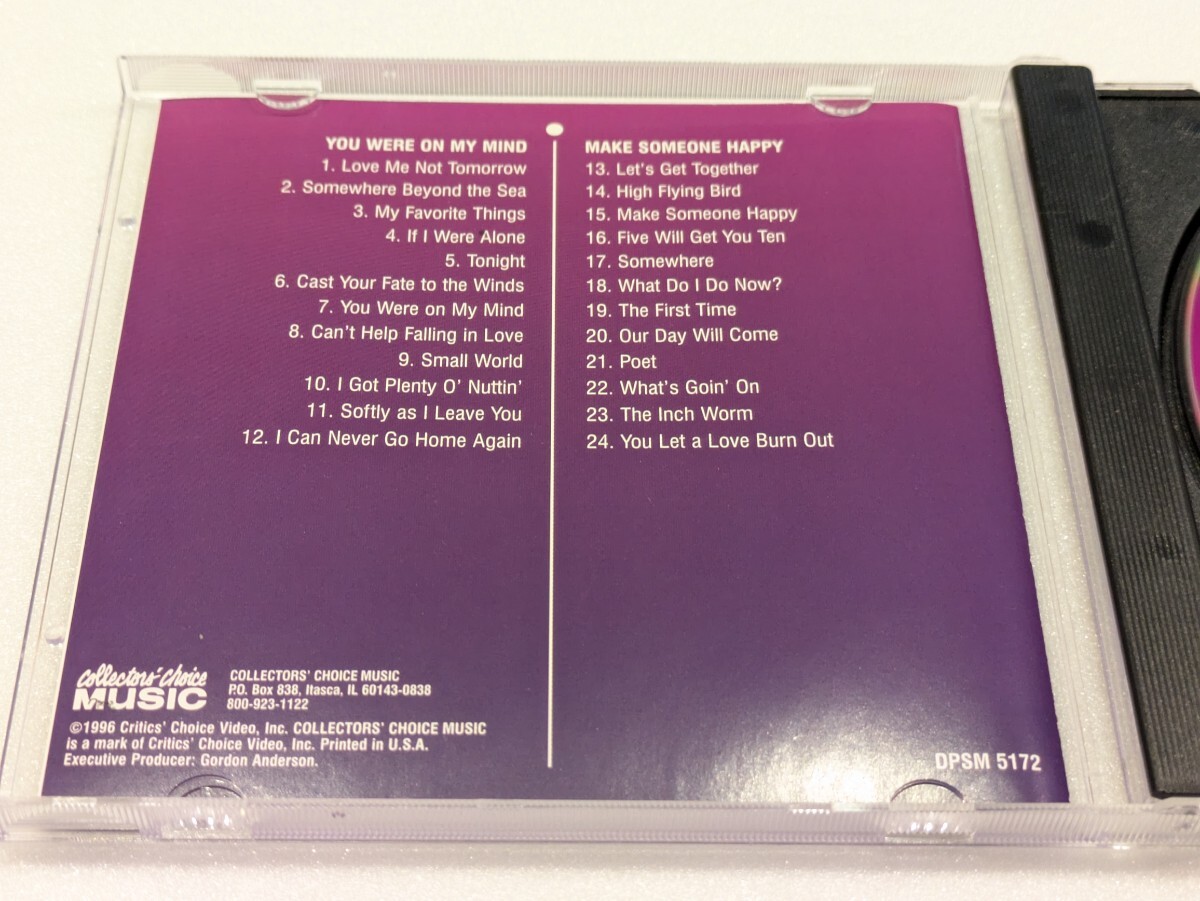 YOU WERE ON MY MIND
1. Love Me Not Tomorrow
2. Somewhere Beyond the Sea
3. My Favorite Things
4. If I Were Alone
5. Tonight
6. Cast Your Fate to the Winds
7. You Were on My Mind
8. Can't Help Falling in Love
9. Small World
10. I Got Plenty O' Nuttin'
11. Softly as I Leave You
12. I Can Never Go Home Again
MAKE SOMEONE HAPPY
13. Let's Get Together
14. High Flying Bird
15. Make Someone Happy
16. Five Will Get You Ten
17. Somewhere
18. What Do I Do Now?
19. The First Time
20. Our Day Will Come
21. Poet
22. What's Goin' On
23. The Inch Worm
24. You Let a Love Burn Out
collectors' choice
MUSIC
COLLECTORS' CHOICE MUSIC
P.O. Box 838, Itasca, IL 60143-0838
800-923-1122
©1996 Critics' Choice Video, Inc. COLLECTORS' CHOICE MUSIC
is a mark of Critics' Choice Video, Inc. Printed in U.S.A.
Executive Producer: Gordon Anderson.
DPSM 5172